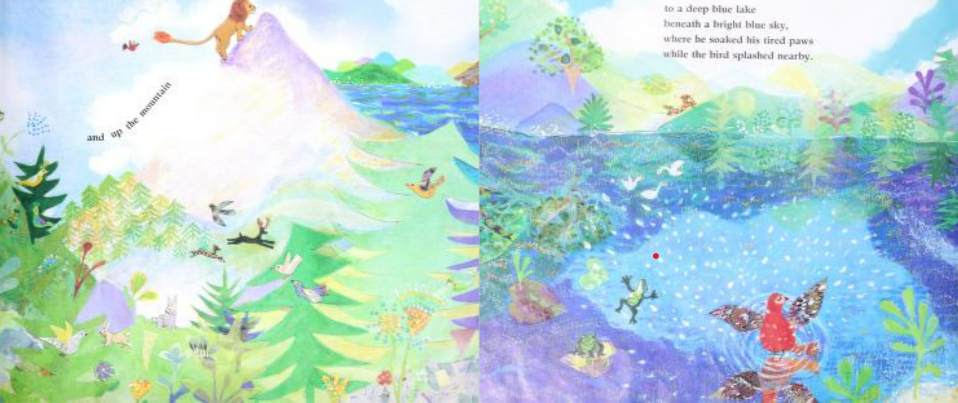 and up the mountain
to a deep blue lake
beneath a bright blue sky,
where he soaked his tired paws
while the bird splashed nearby.